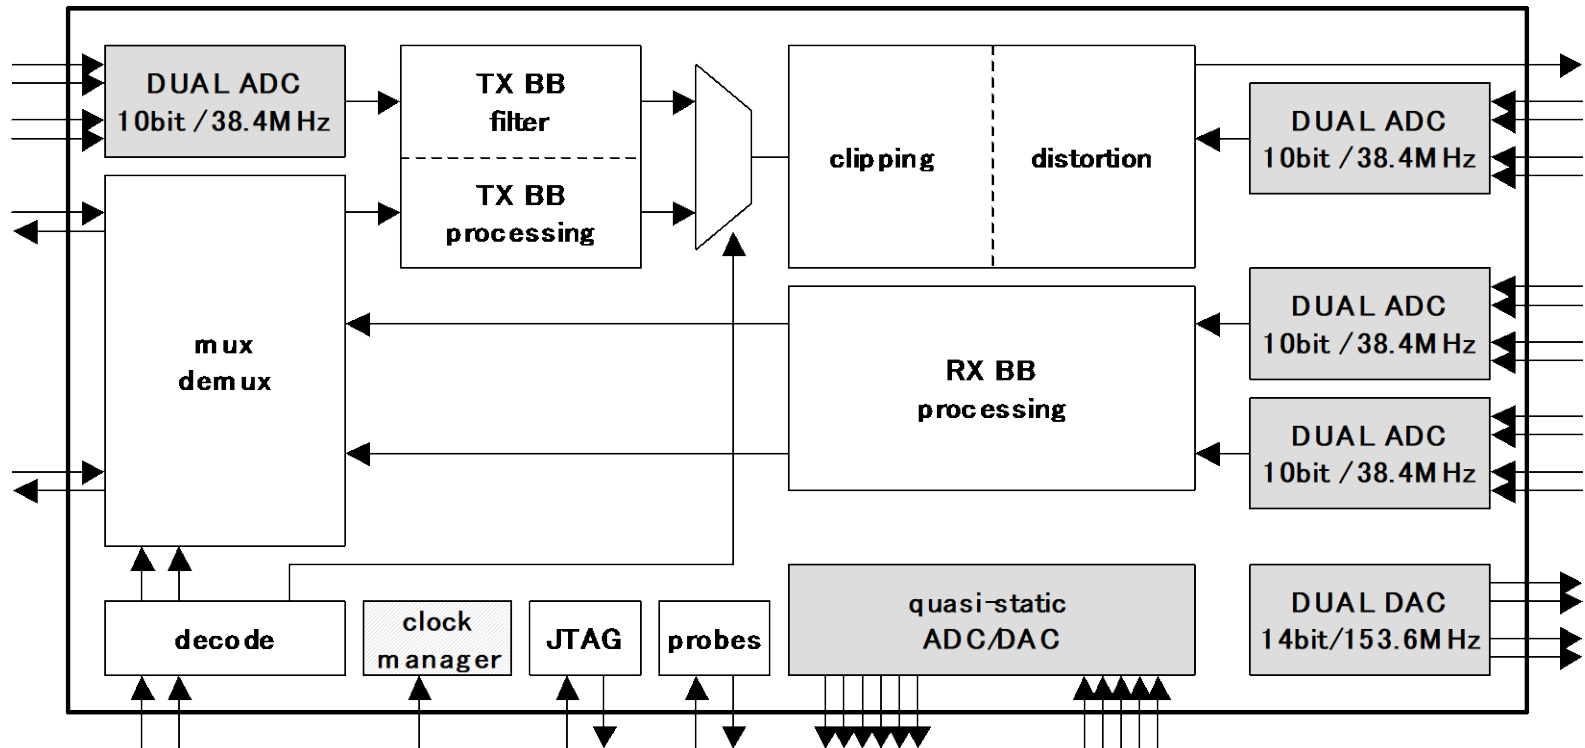 DUAL ADC
10bit /38.4MHz
TX BB
filter
TX BB
processing
clipping
distortion
DUAL ADC
10bit /38.4MHz
mux
demux
RX BB
processing
DUAL ADC
10bit /38.4MHz
DUAL ADC
10bit /38.4MHz
decode
clock
manager
JTAG
probes
quasi-static
ADC/DAC
DUAL DAC
14bit/153.6MHz